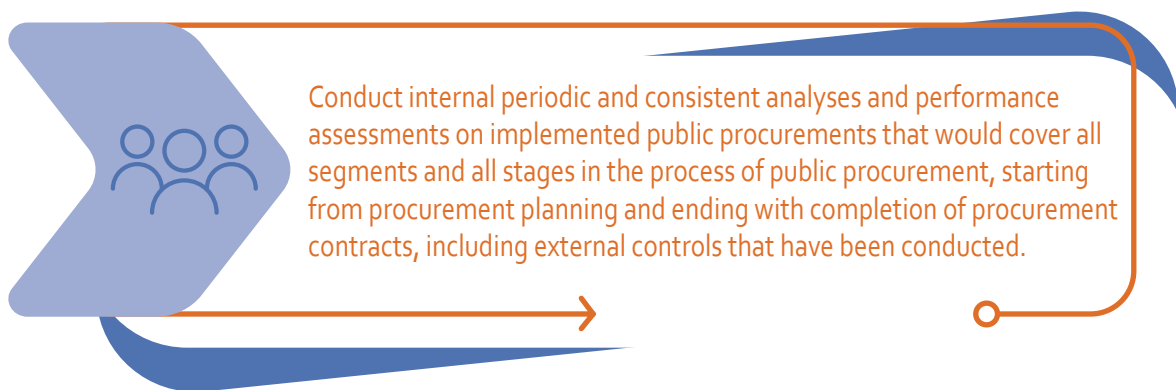 Conduct internal periodic and consistent analyses and performance
assessments on implemented public procurements that would cover all
segments and all stages in the process of public procurement, starting
from procurement planning and ending with completion of procurement
contracts, including external controls that have been conducted.